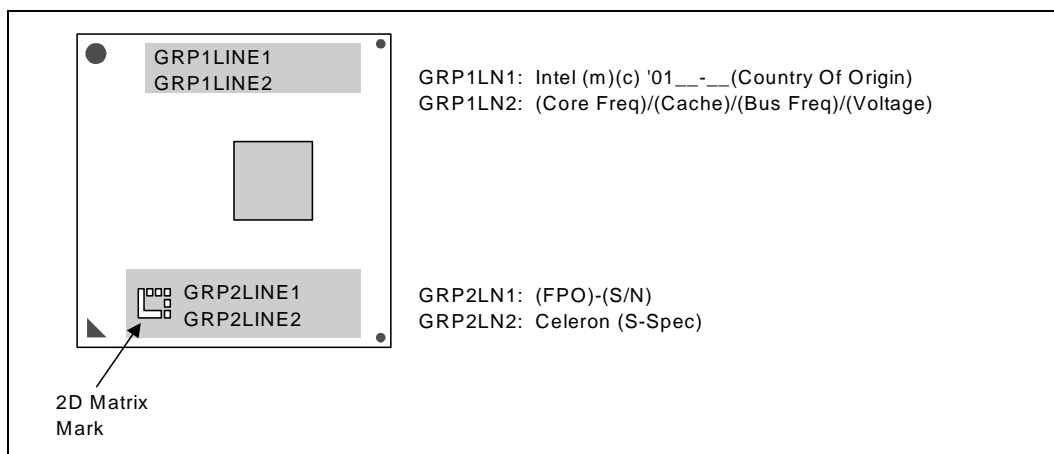 GRP1LINE1
GRP1LINE2
GRP1LN1: Intel (m)(c) '01__-__(Country Of Origin)
GRP1LN2: (Core Freq)/(Cache)/(Bus Freq)/(Voltage)
GRP2LINE1
GRP2LINE2
GRP2LN1: (FPO)-(S/N)
GRP2LN2: Celeron (S-Spec)
2D Matrix
Mark